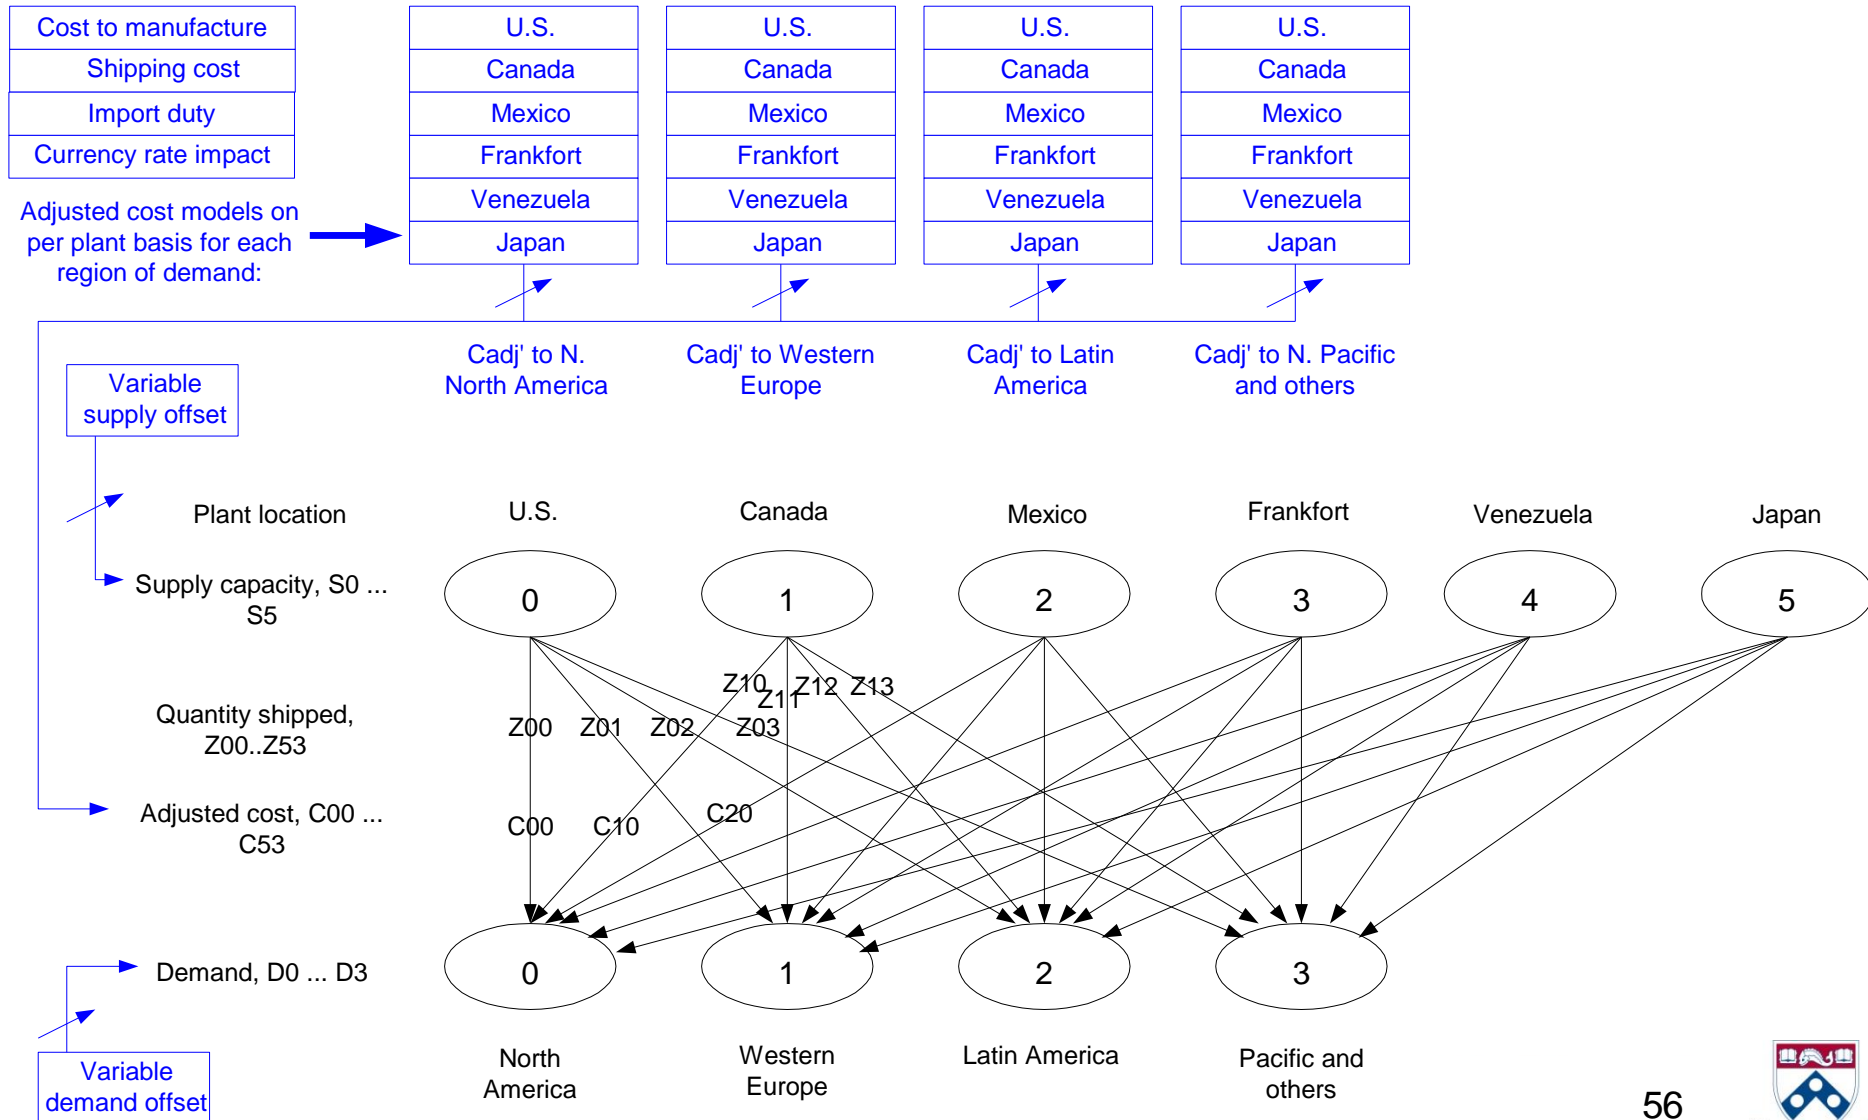 Cost to manufacture
Shipping cost
Import duty
Currency rate impact
Adjusted cost models on
per plant basis for each
region of demand:
U.S.
Canada
Mexico
Frankfort
Venezuela
Japan
U.S.
Canada
Mexico
Frankfort
Venezuela
Japan
U.S.
Canada
Mexico
Frankfort
Venezuela
Japan
U.S.
Canada
Mexico
Frankfort
Venezuela
Japan
Cadj' to N.
North America
Cadj' to Western
Europe
Cadj' to Latin
America
Cadj' to N. Pacific
and others
Variable
supply offset
Plant location
U.S.
Canada
Mexico
Frankfort
Venezuela
Japan
Supply capacity, S0 ...
S5
0
1
2
3
4
5
Z10
Z11
Z12
Z13
Quantity shipped,
Z00..Z53
Z00
Z01
Z02
Z03
Adjusted cost, C00 ...
C53
C00
C10
C20
Demand, D0 ... D3
0
1
2
3
Variable
demand offset
North
America
Western
Europe
Latin America
Pacific and
others
56